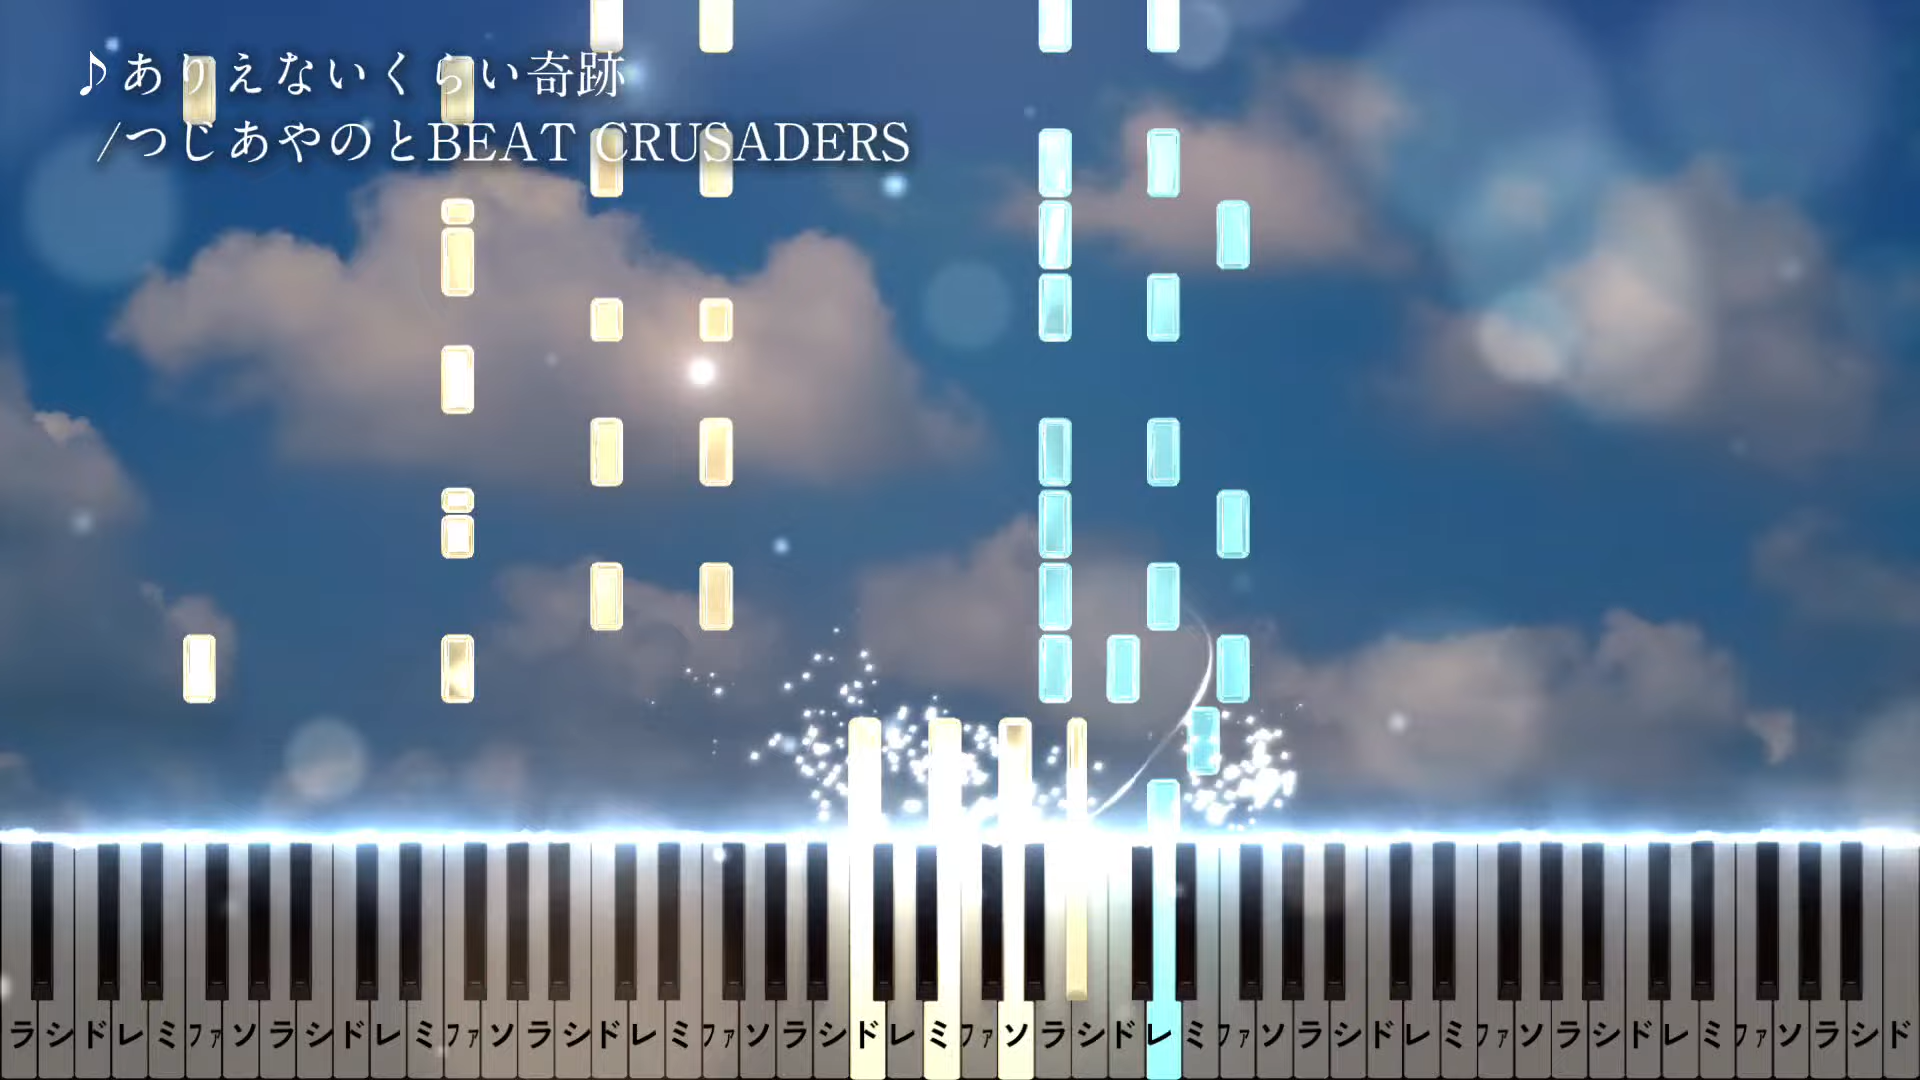 ♪ありえないくらい奇跡
/つじあやのとBEAT CRUSADERS
ラシドレミファソラシドレミファソラシドレミファソラシドレミファソラシドレミファソラシドレミファソラシドレミファソラシド